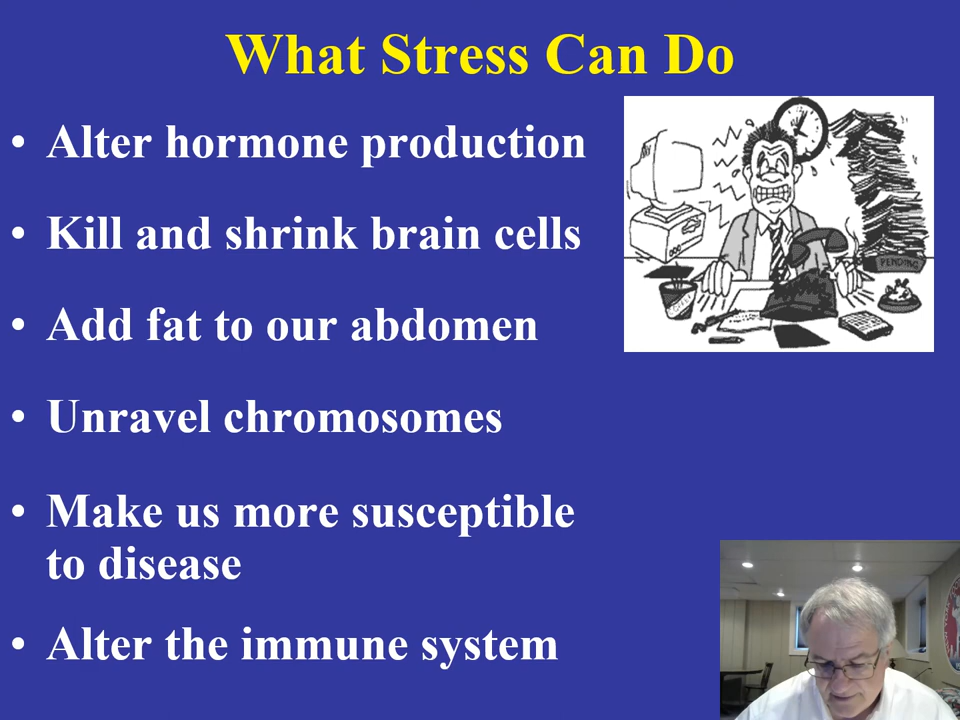 What Stress Can Do
• Alter hormone production
• Kill and shrink brain cells
• Add fat to our abdomen
• Unravel chromosomes
• Make us more susceptible
to disease
• Alter the immune system
PENDING